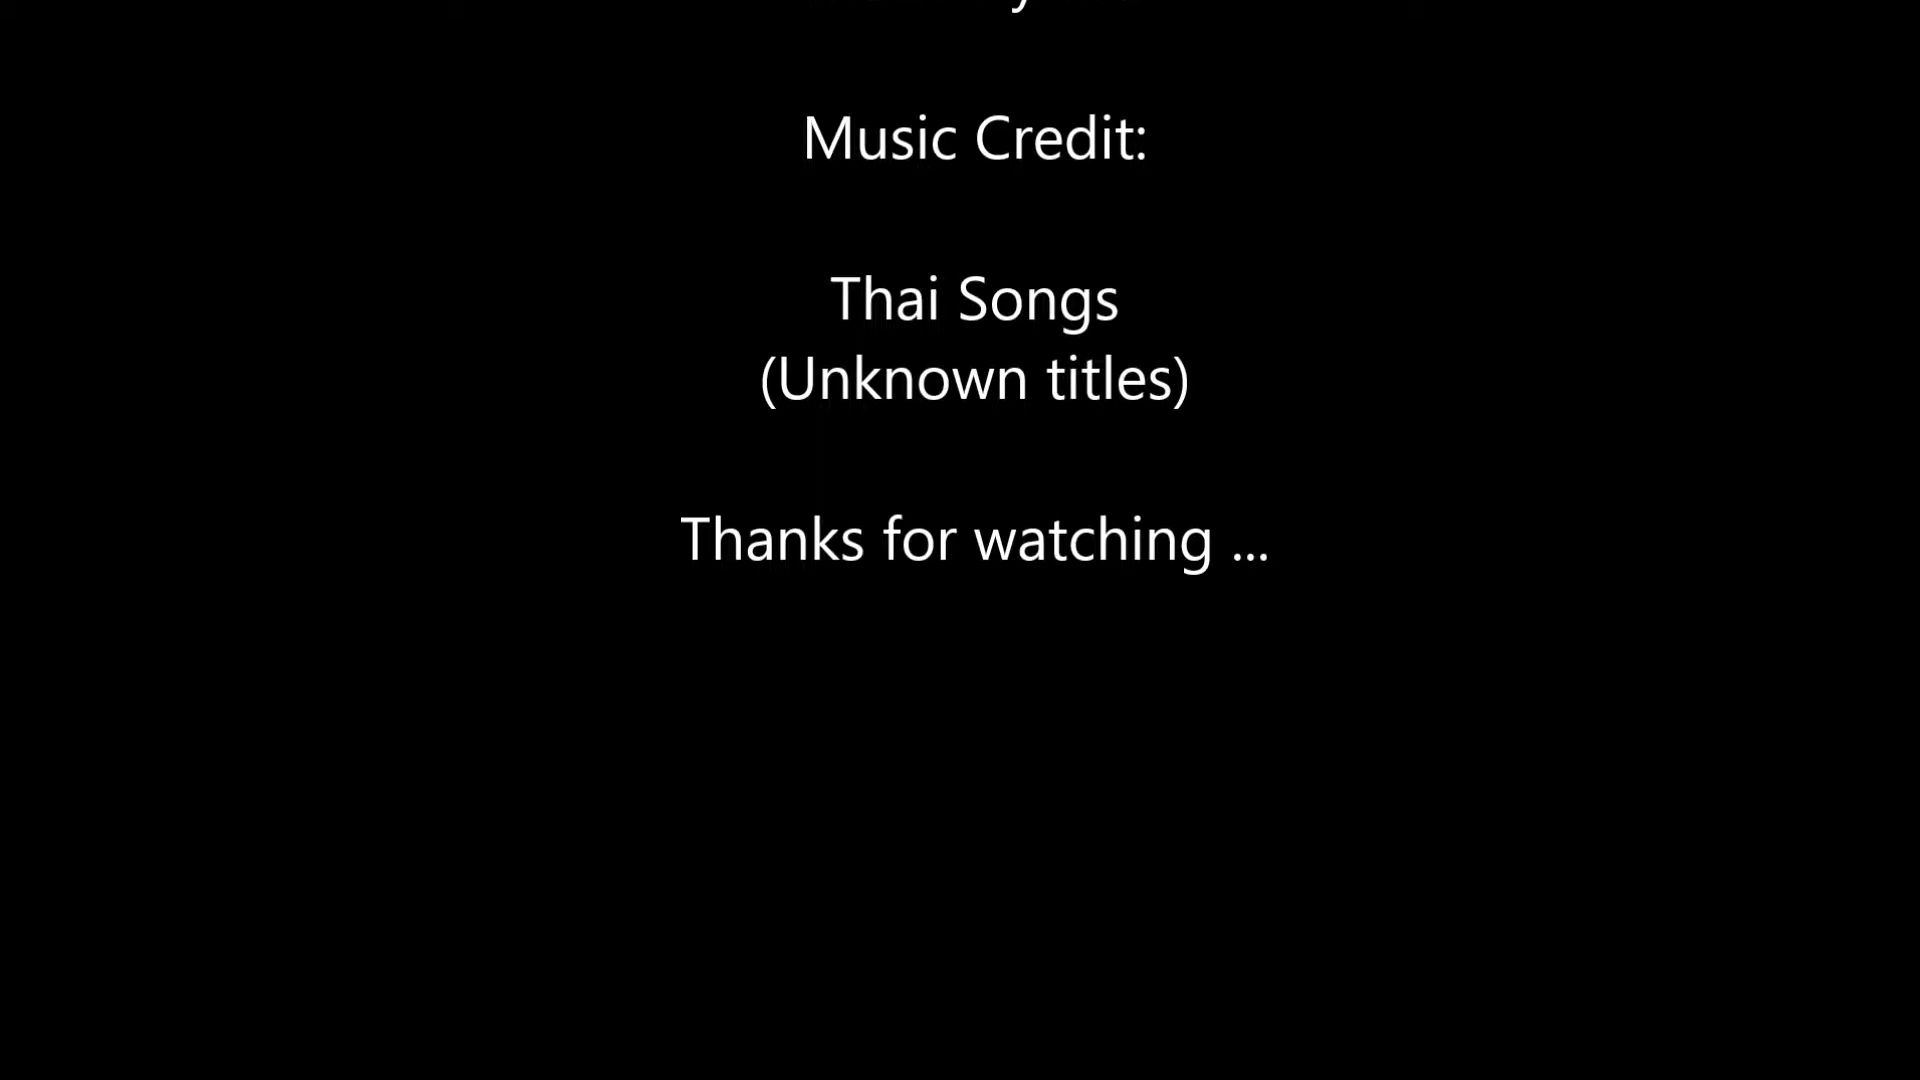 Music Credit:
Thai Songs
(Unknown titles)
Thanks for watching ...